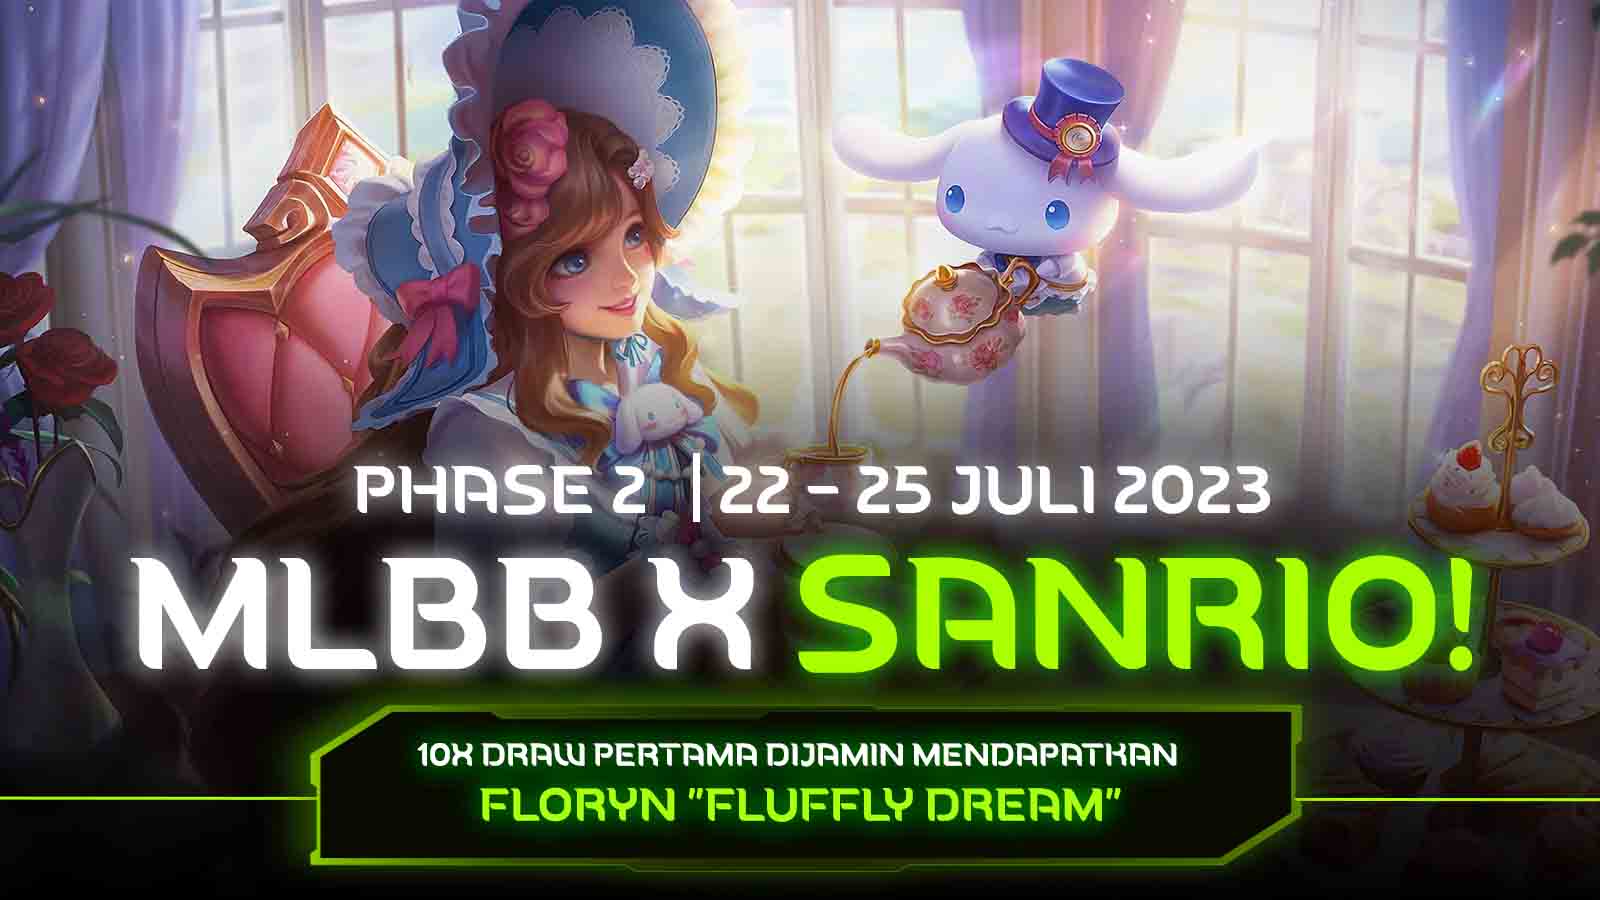 PHASE 2 | 22 - 25 JULI 2023
MLBB X SANRIO!
10X DRAW PERTAMA DIJAMIN MENDAPATKAN
FLORYN "FLUFFLY DREAM"